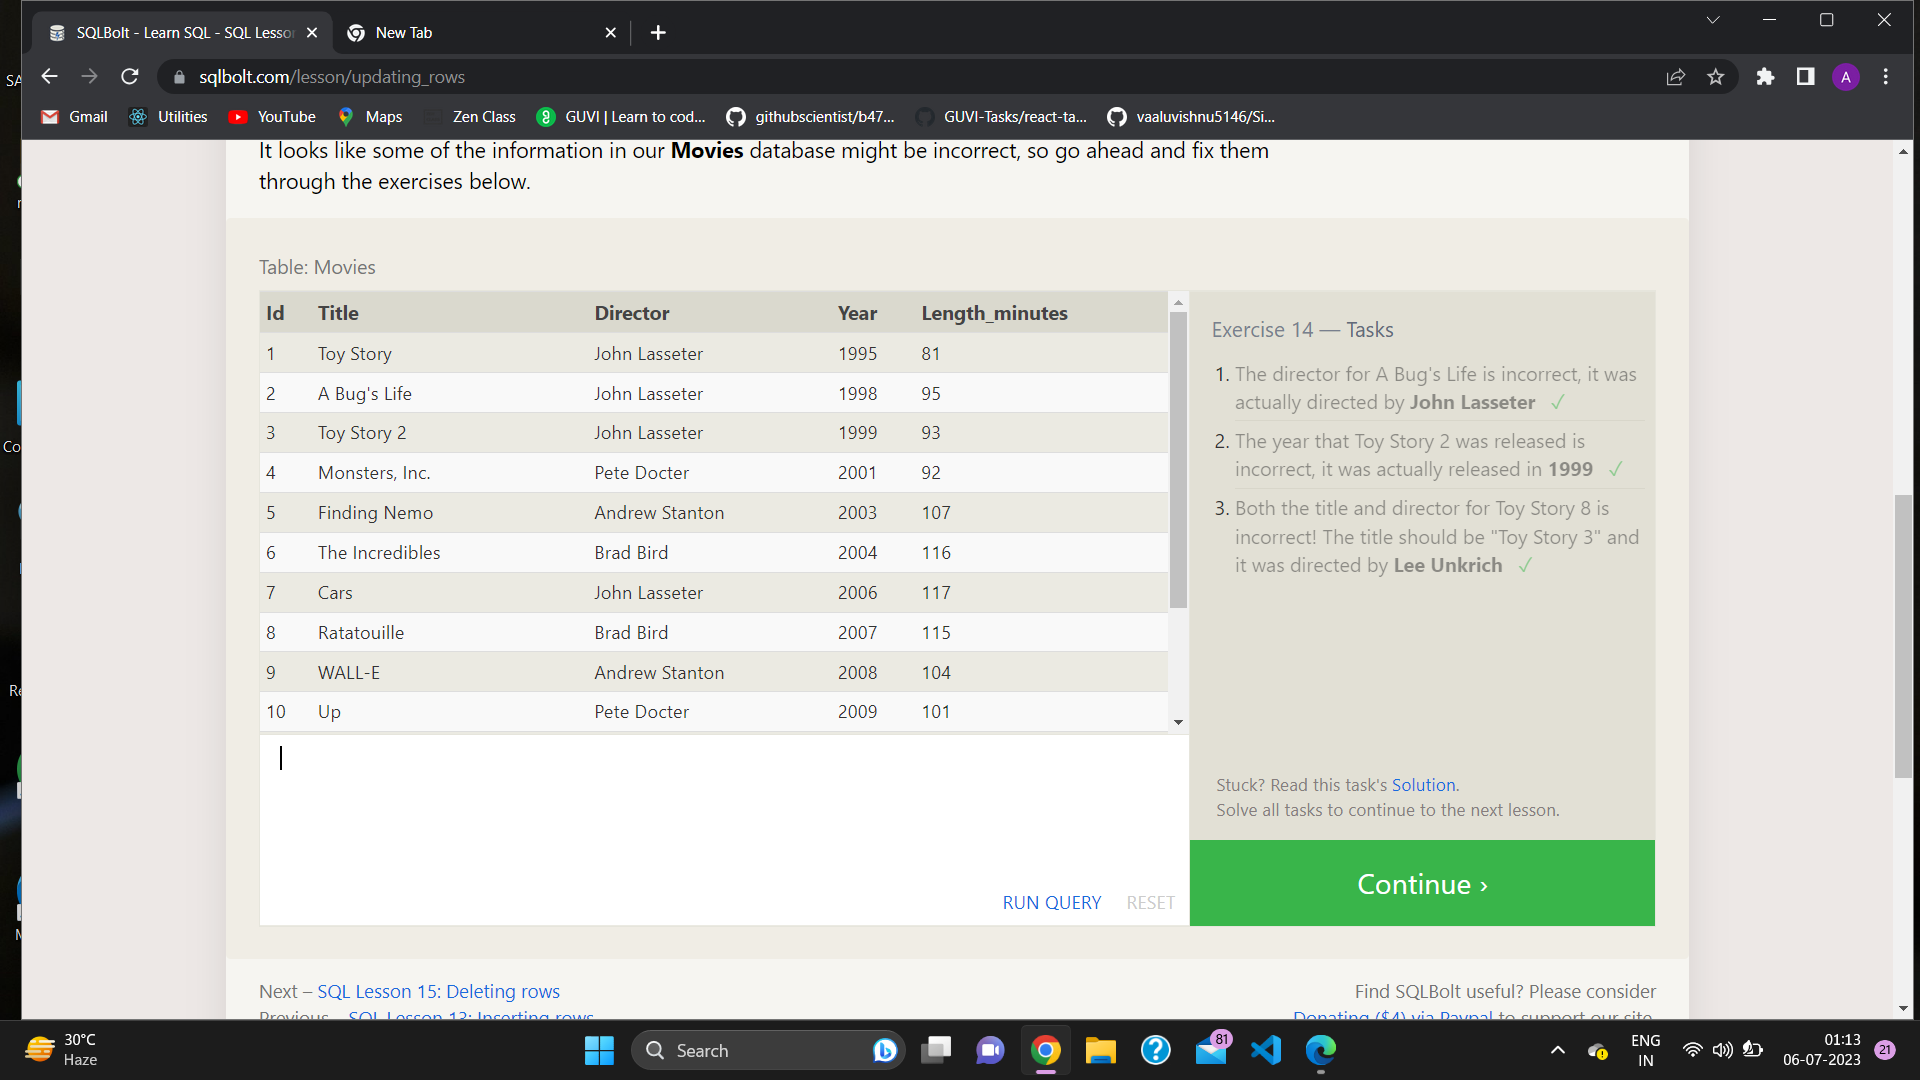 SQLBolt - Learn SQL - SQL Lesson
New Tab
sqlbolt.com/lesson/updating_rows
A
Gmail
Utilities
YouTube
Maps
Zen Class
GUVI | Learn to cod...
githubscientist/b47...
GUVI-Tasks/react-ta...
vaaluvishnu5146/Si...
It looks like some of the information in our Movies database might be incorrect, so go ahead and fix them
through the exercises below.
Table: Movies
Id Title Director Year Length_minutes
1 Toy Story John Lasseter 1995 81
2 A Bug's Life John Lasseter 1998 95
3 Toy Story 2 John Lasseter 1999 93
4 Monsters, Inc. Pete Docter 2001 92
5 Finding Nemo Andrew Stanton 2003 107
6 The Incredibles Brad Bird 2004 116
7 Cars John Lasseter 2006 117
8 Ratatouille Brad Bird 2007 115
9 WALL-E Andrew Stanton 2008 104
10 Up Pete Docter 2009 101
RUN QUERY RESET
Exercise 14 — Tasks
1. The director for A Bug's Life is incorrect, it was
actually directed by John Lasseter ✓
2. The year that Toy Story 2 was released is
incorrect, it was actually released in 1999 ✓
3. Both the title and director for Toy Story 8 is
incorrect! The title should be "Toy Story 3" and
it was directed by Lee Unkrich ✓
Stuck? Read this task's Solution.
Solve all tasks to continue to the next lesson.
Continue ›
Next – SQL Lesson 15: Deleting rows
Previous – SQL Lesson 13: Inserting rows
Find SQLBolt useful? Please consider
Donating ($4) via Paypal to support our site.
30°C
Haze
Search
81
ENG
IN
01:13
06-07-2023
21